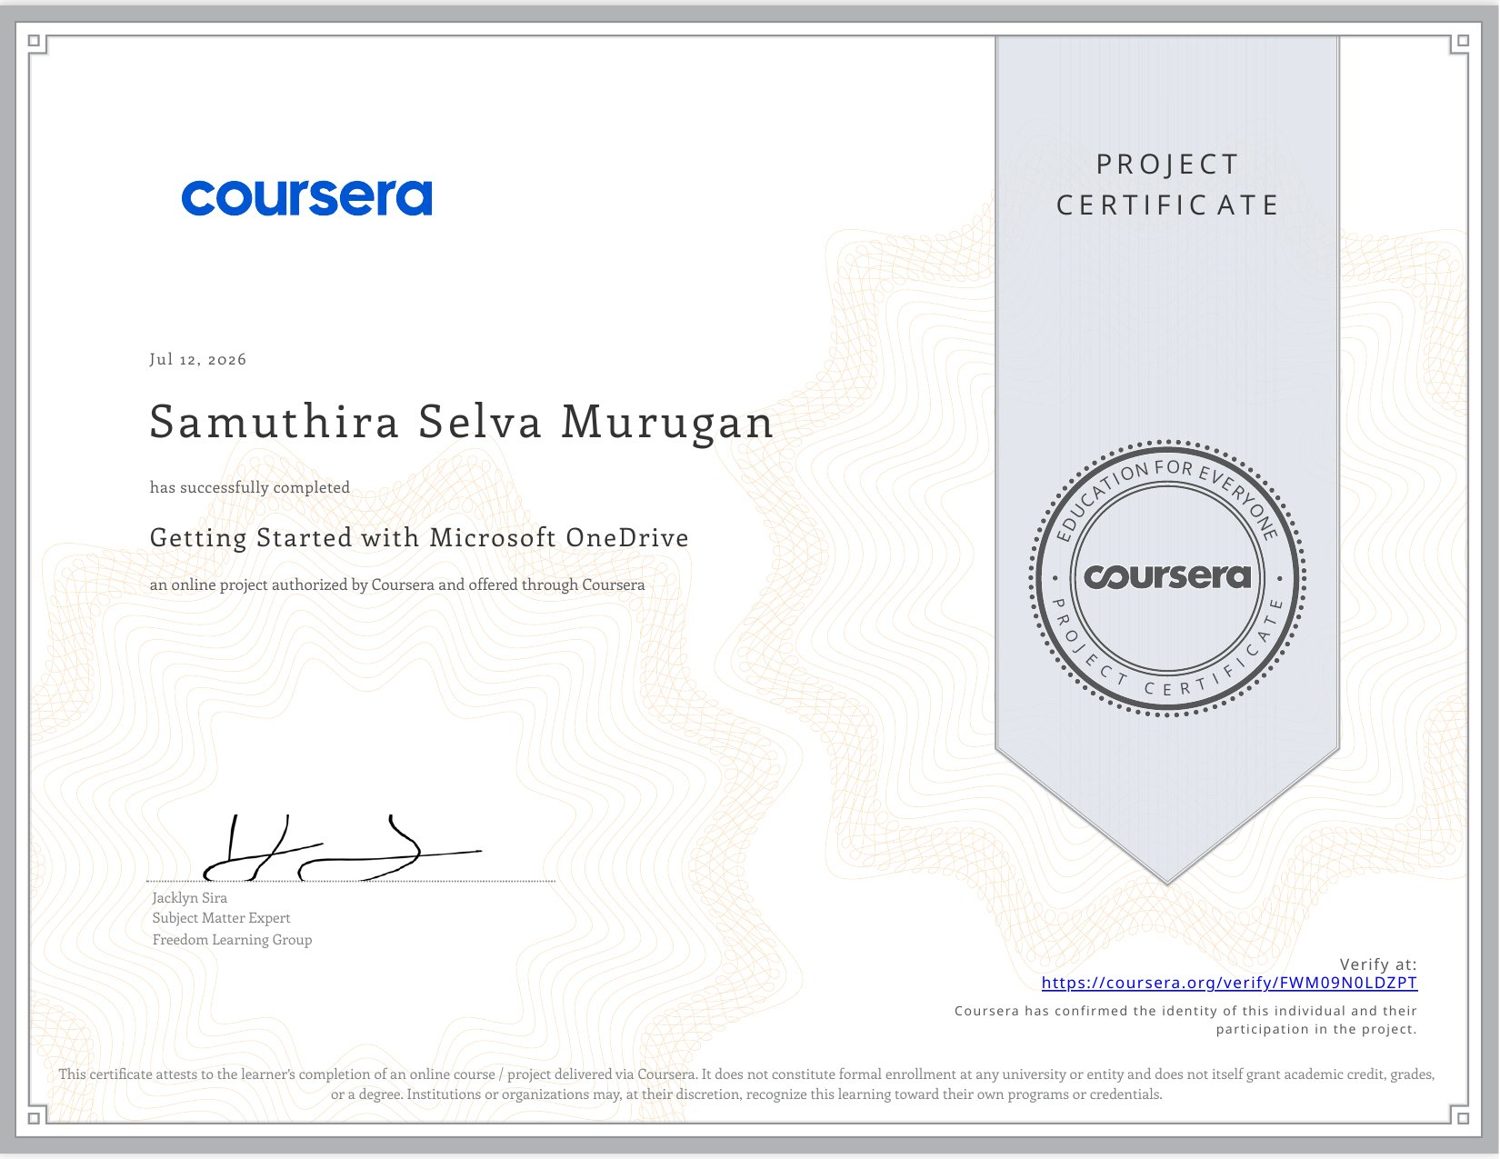 coursera
PROJECT
CERTIFICATE
Jul 12, 2026
Samuthira Selva Murugan
has successfully completed
Getting Started with Microsoft OneDrive
an online project authorized by Coursera and offered through Coursera
EDUCATION FOR EVERYONE
coursera
PROJECT CERTIFICATE
Jacklyn Sira
Subject Matter Expert
Freedom Learning Group
Verify at:
https://coursera.org/verify/FWM09N0LDZPT
Coursera has confirmed the identity of this individual and their
participation in the project.
This certificate attests to the learner's completion of an online course / project delivered via Coursera. It does not constitute formal enrollment at any university or entity and does not itself grant academic credit, grades,
or a degree. Institutions or organizations may, at their discretion, recognize this learning toward their own programs or credentials.